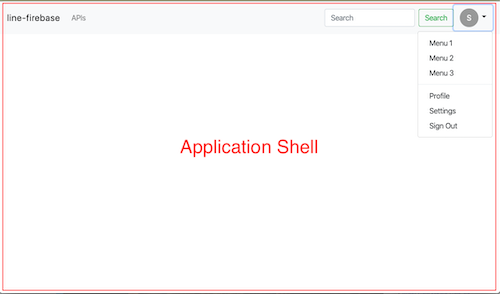 line-firebase APIs Search Search S
Menu 1
Menu 2
Menu 3
Profile
Settings
Sign Out
Application Shell